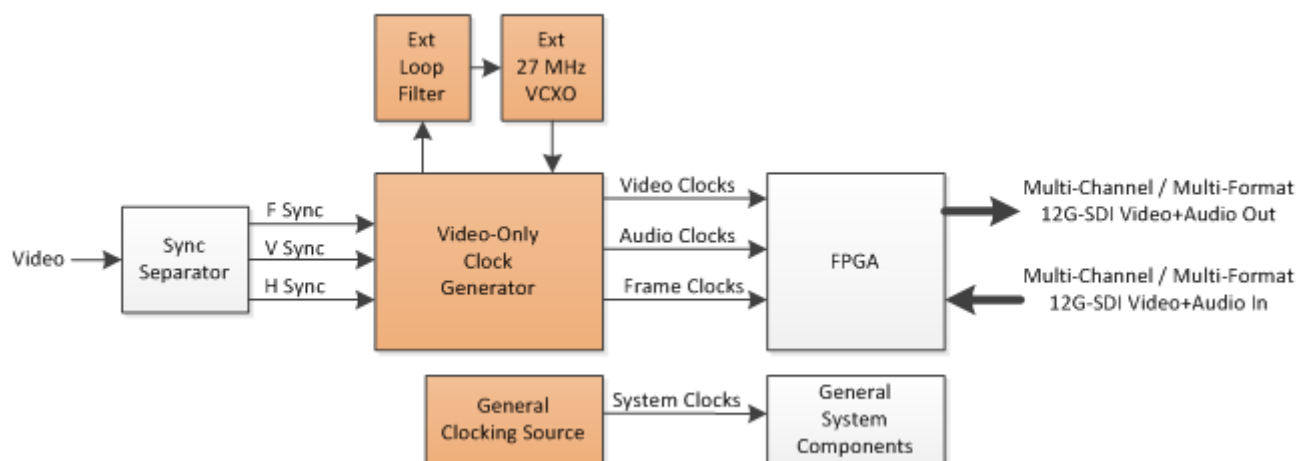 Ext
Loop
Filter
Ext
27 MHz
VCXO
Video
Sync
Separator
F Sync
V Sync
H Sync
Video-Only
Clock
Generator
Video Clocks
Audio Clocks
Frame Clocks
FPGA
Multi-Channel / Multi-Format
12G-SDI Video+Audio Out
Multi-Channel / Multi-Format
12G-SDI Video+Audio In
General
Clocking Source
System Clocks
General
System
Components